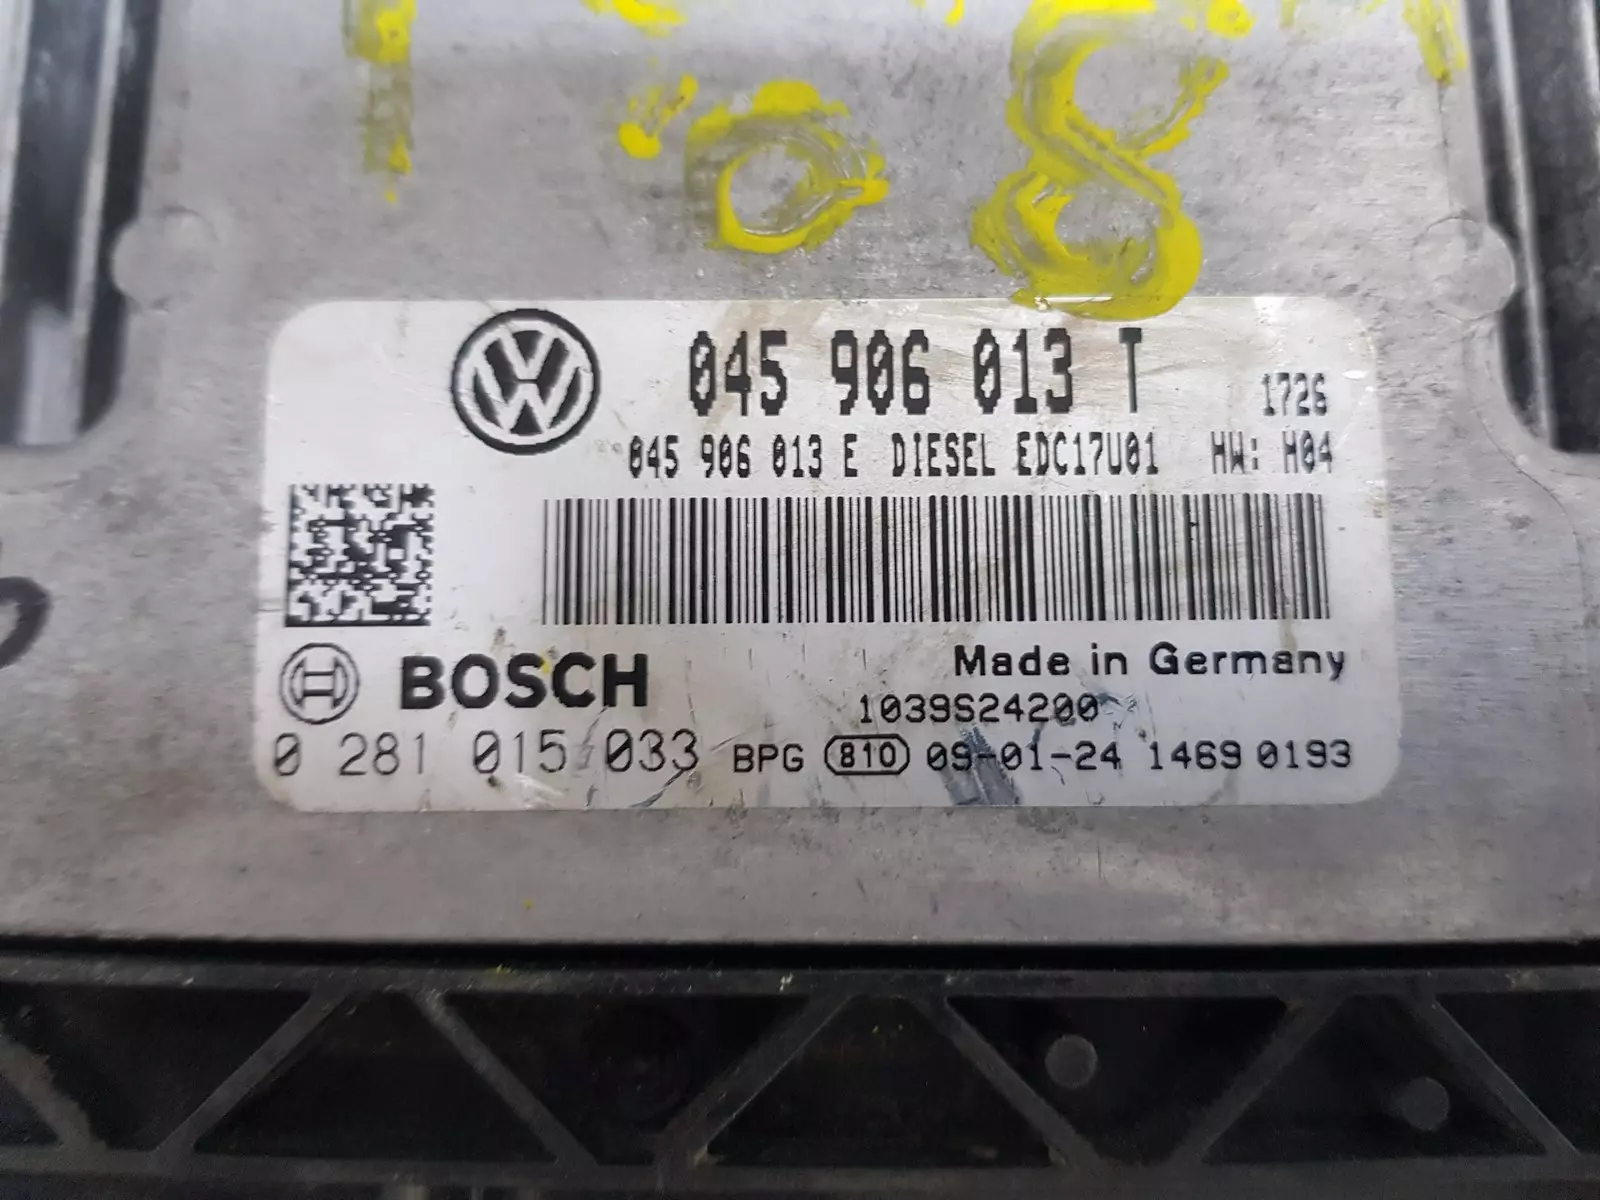 08
045 906 013 T 1726
045 906 013 E DIESEL EDC17U01 HW: H04
BOSCH Made in Germany
1039S24200
0 281 015 033 BPG 810 09-01-24 1469 0193